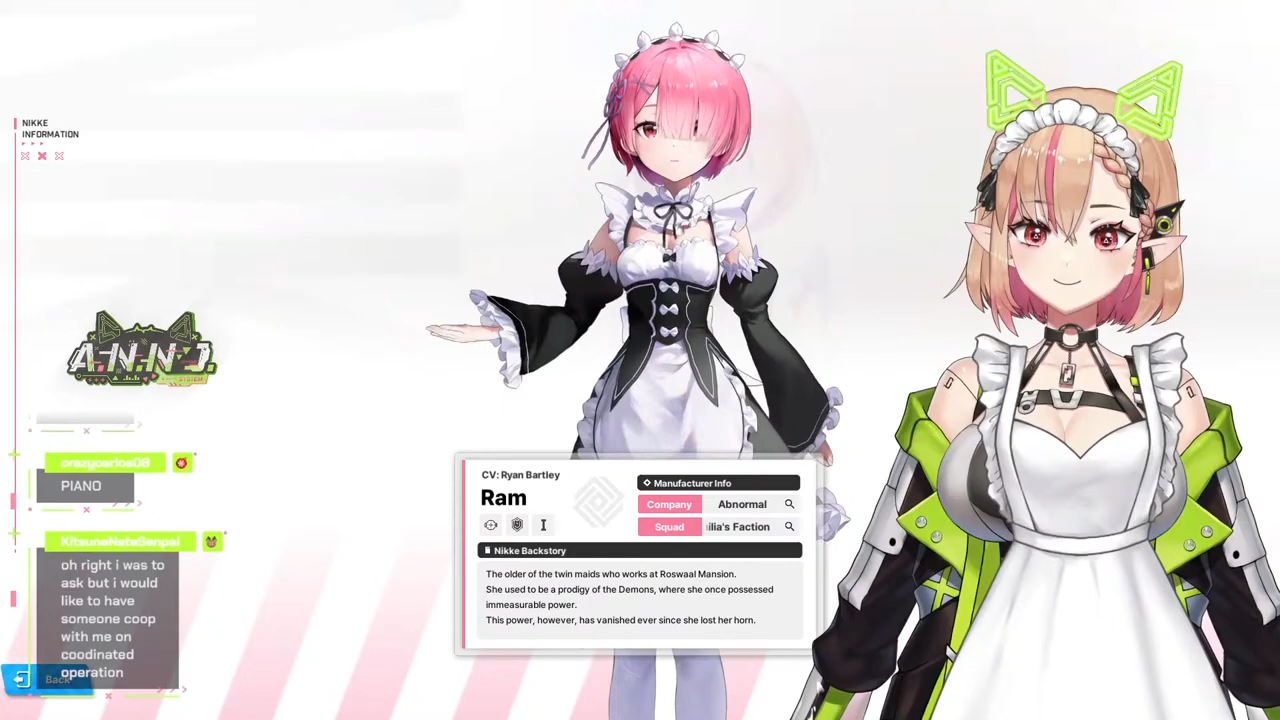 NIKKE
INFORMATION
A.N.N.I.
SYSTEM
crazycarlos08
PIANO
KitsuneNateSenpai
oh right i was to
ask but i would
like to have
someone coop
with me on
coodinated
operation
Back
CV: Ryan Bartley
Ram
Manufacturer Info
Company Abnormal
Squad ilia's Faction
Nikke Backstory
The older of the twin maids who works at Roswaal Mansion.
She used to be a prodigy of the Demons, where she once possessed
immeasurable power.
This power, however, has vanished ever since she lost her horn.